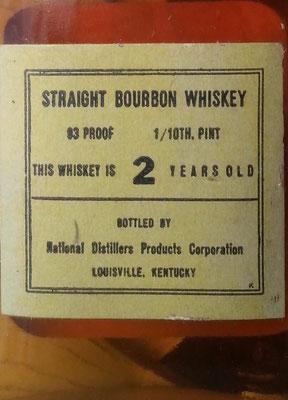 STRAIGHT BOURBON WHISKEY
93 PROOF 1/10TH. PINT
THIS WHISKEY IS 2 YEARS OLD
BOTTLED BY
National Distillers Products Corporation
LOUISVILLE, KENTUCKY
K